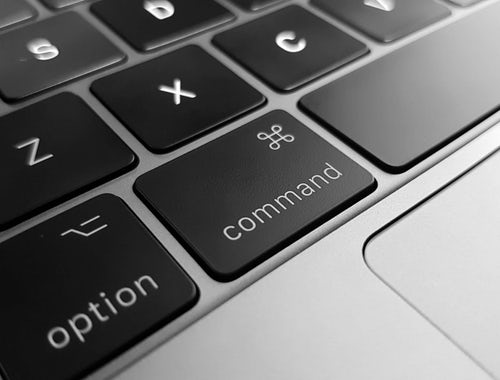 S D
Z X C V
⌥ ⌘
option command